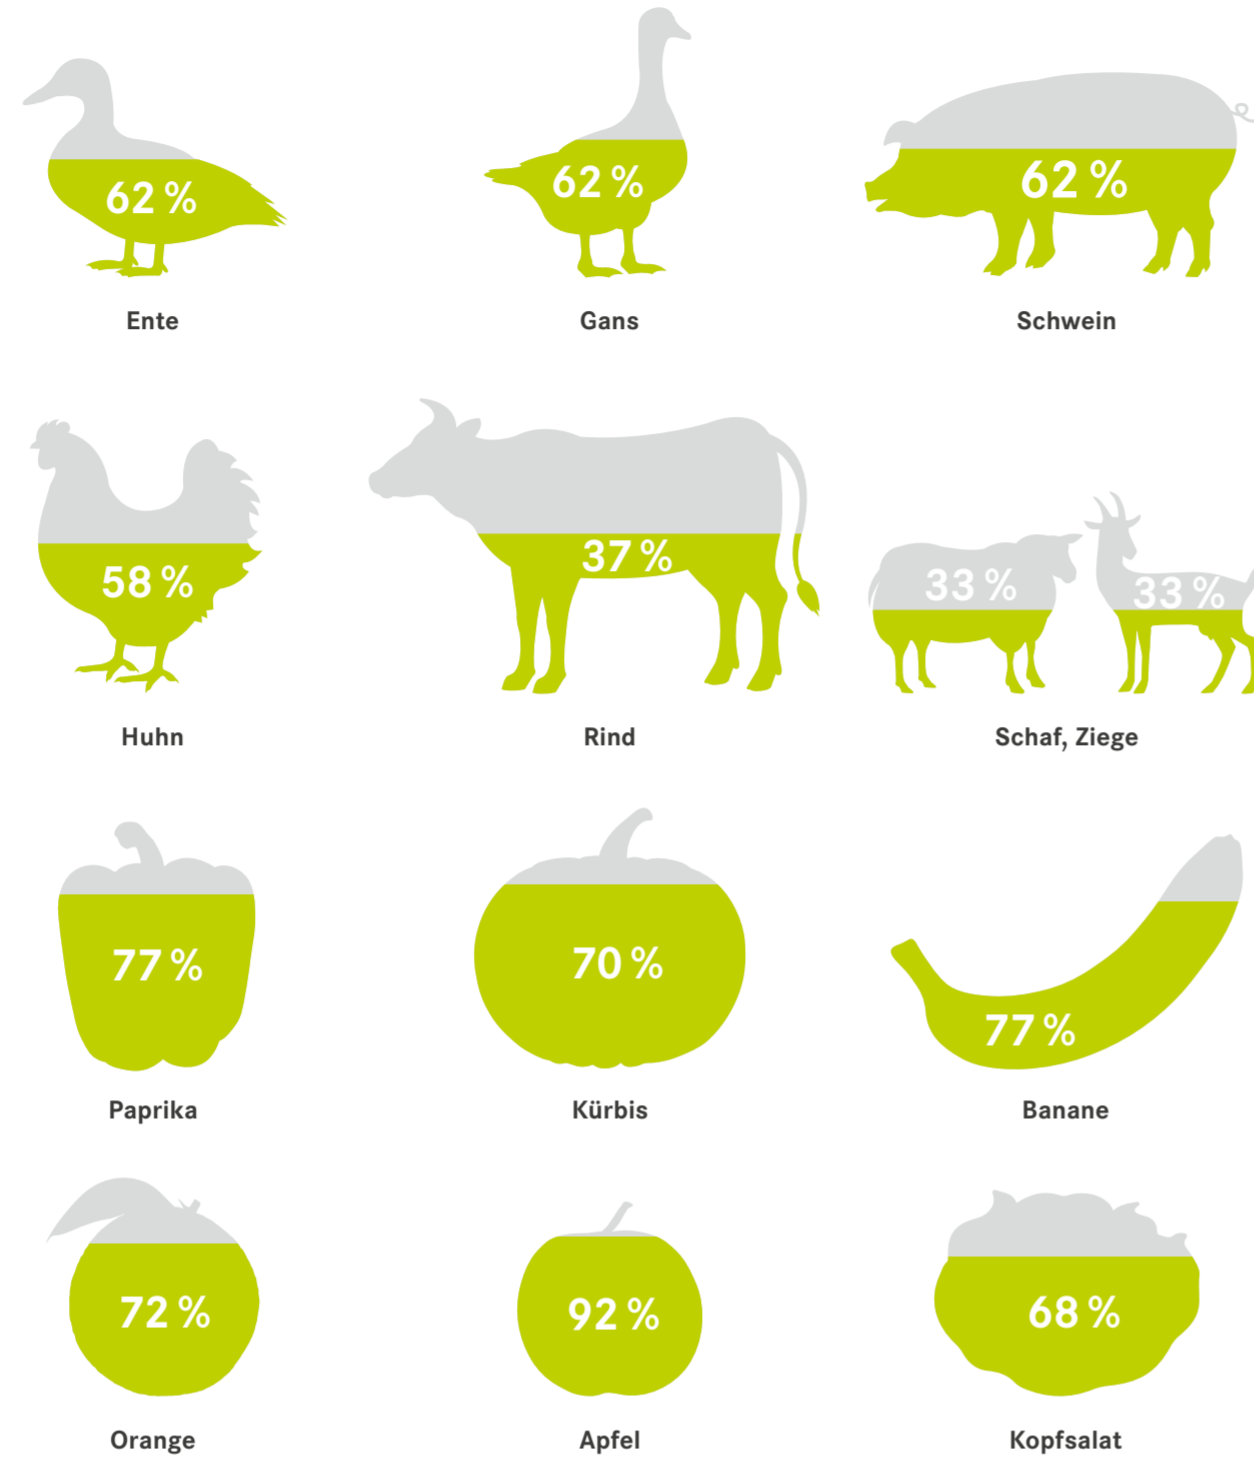 62 %
62 %
62 %
Ente
Gans
Schwein
58 %
37 %
33 %
33 %
Huhn
Rind
Schaf, Ziege
77 %
70 %
77 %
Paprika
Kürbis
Banane
72 %
92 %
68 %
Orange
Apfel
Kopfsalat